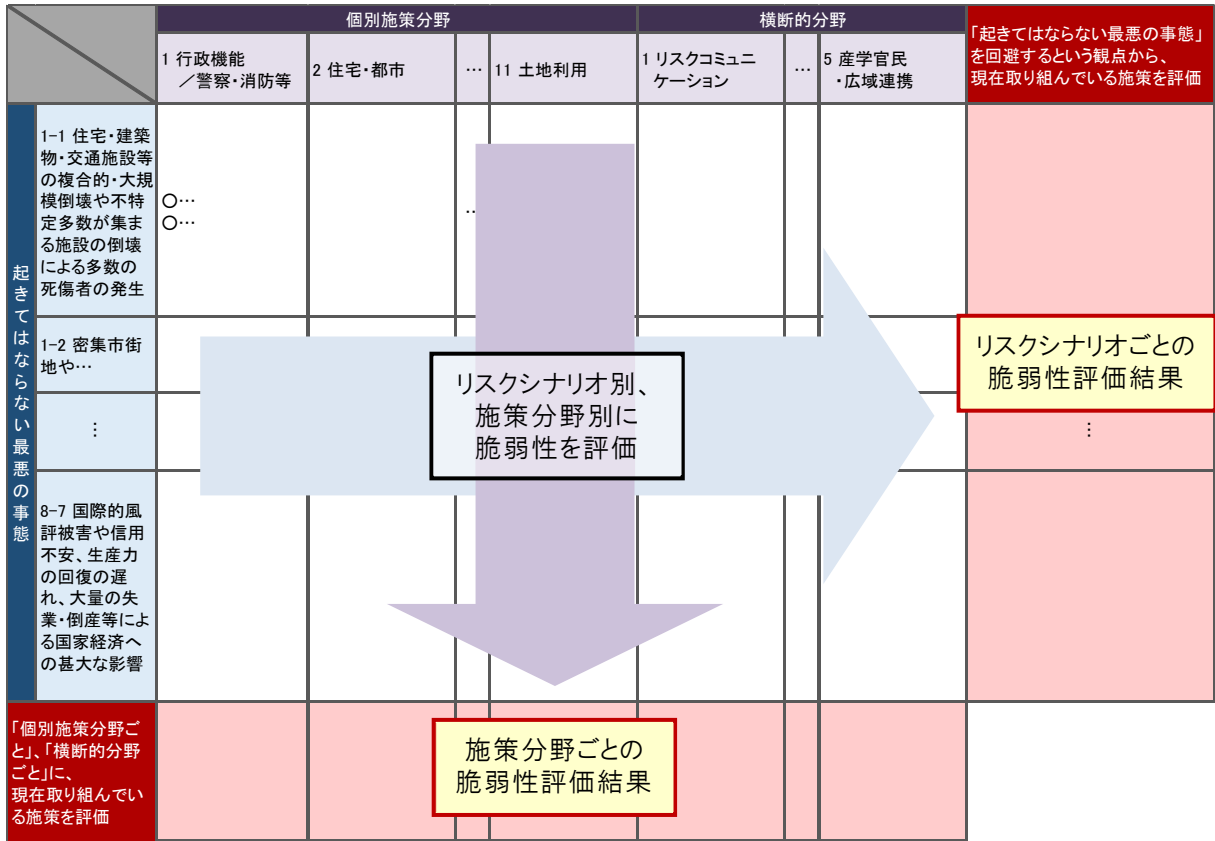 個別施策分野
横断的分野
「起きてはならない最悪の事態」
を回避するという観点から、
現在取り組んでいる施策を評価
1 行政機能
／警察・消防等
2 住宅・都市
…
11 土地利用
1 リスクコミュニ
ケーション
…
5 産学官民
・広域連携
起きてはならない最悪の事態
1-1 住宅・建築
物・交通施設等
の複合的・大規
模倒壊や不特
定多数が集ま
る施設の倒壊
による多数の
死傷者の発生
○…
○…
…
1-2 密集市街
地や…
リスクシナリオ別、
施策分野別に
脆弱性を評価
リスクシナリオごとの
脆弱性評価結果
⋮
⋮
8-7 国際的風
評被害や信用
不安、生産力
の回復の遅
れ、大量の失
業・倒産等によ
る国家経済へ
の甚大な影響
「個別施策分野ご
と」、「横断的分野
ごと」に、
現在取り組んでい
る施策を評価
施策分野ごとの
脆弱性評価結果